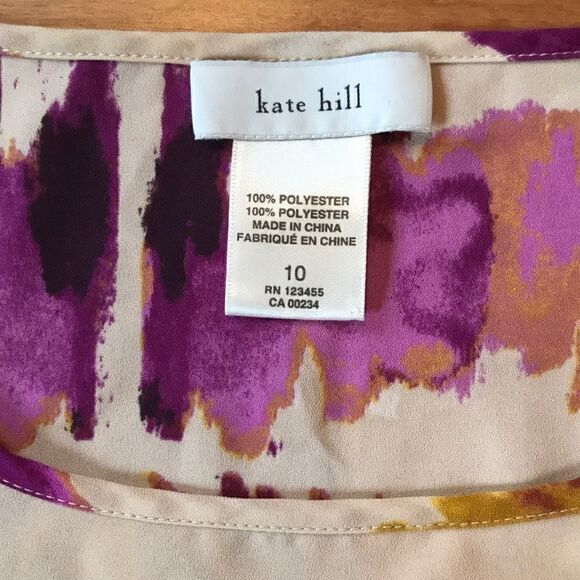 kate hill
100% POLYESTER
100% POLYESTER
MADE IN CHINA
FABRIQUÉ EN CHINE
10
RN 123455
CA 00234